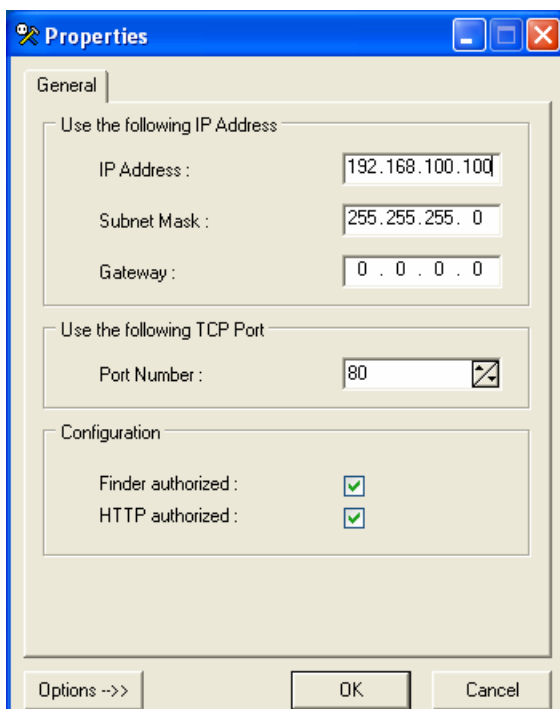 Properties
General
Use the following IP Address
IP Address : 192.168.100.100
Subnet Mask : 255.255.255. 0
Gateway : 0 . 0 . 0 . 0
Use the following TCP Port
Port Number : 80
Configuration
Finder authorized :
HTTP authorized :
Options -->> OK Cancel